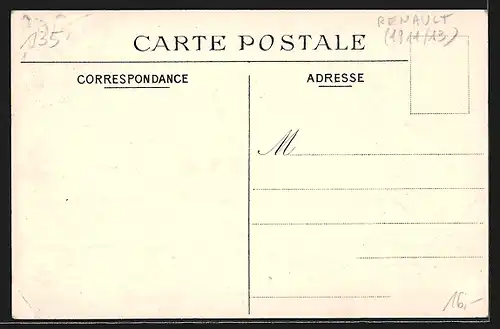 135
RENAULT
(1911/13)
CARTE POSTALE
CORRESPONDANCE
ADRESSE
M
16,-